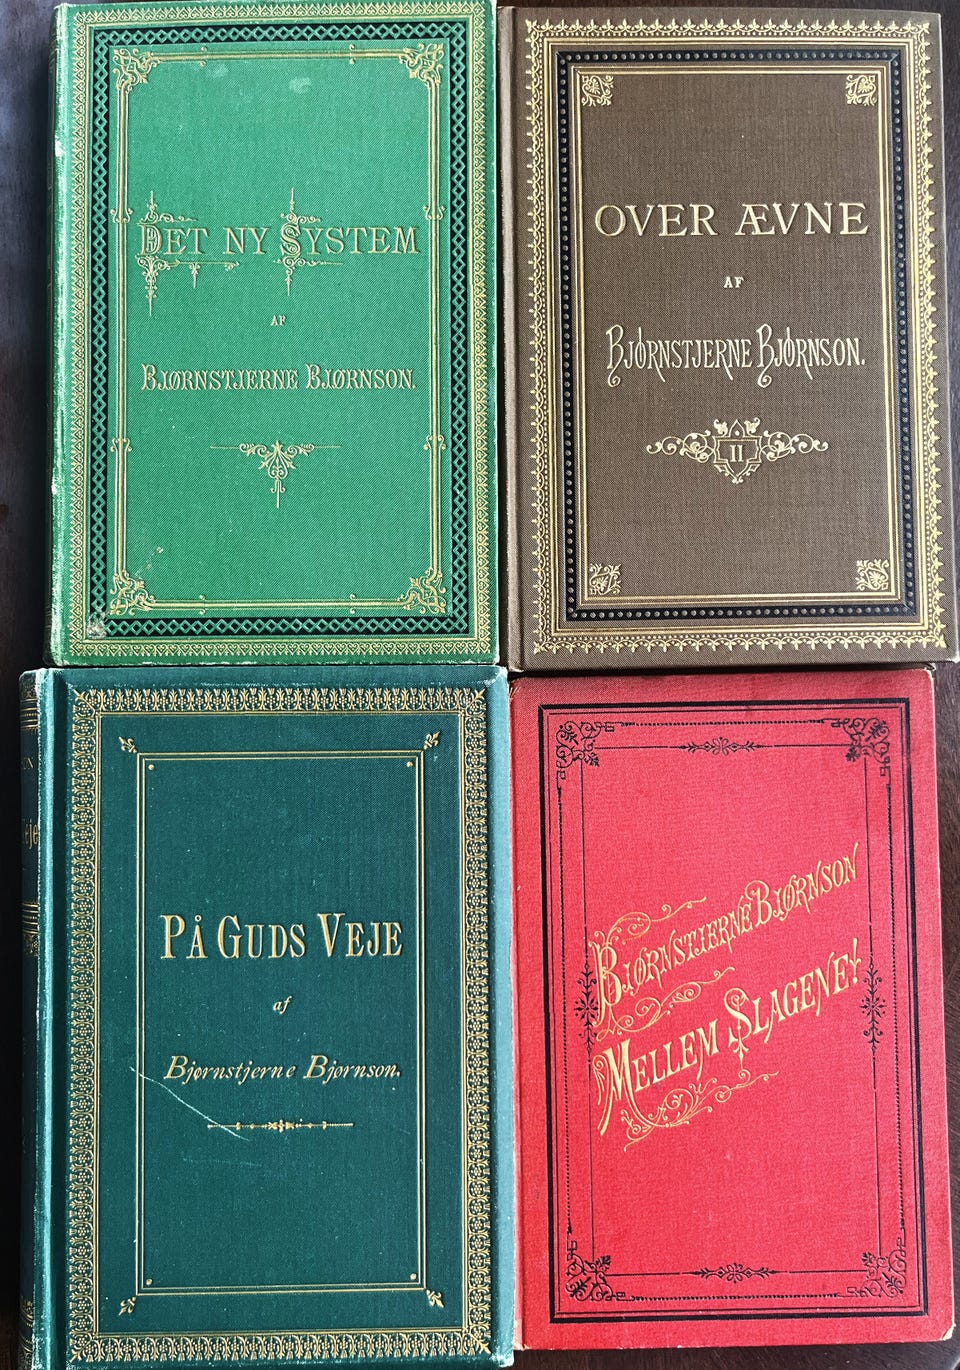 DET NY SYSTEM
AF
BJØRNSTJERNE BJØRNSON.
OVER ÆVNE
AF
BJØRNSTJERNE BJØRNSON.
II
PÅ GUDS VEJE
af
Bjørnstjerne Bjørnson.
BJØRNSTJERNE BJØRNSON
MELLEM SLAGENE!